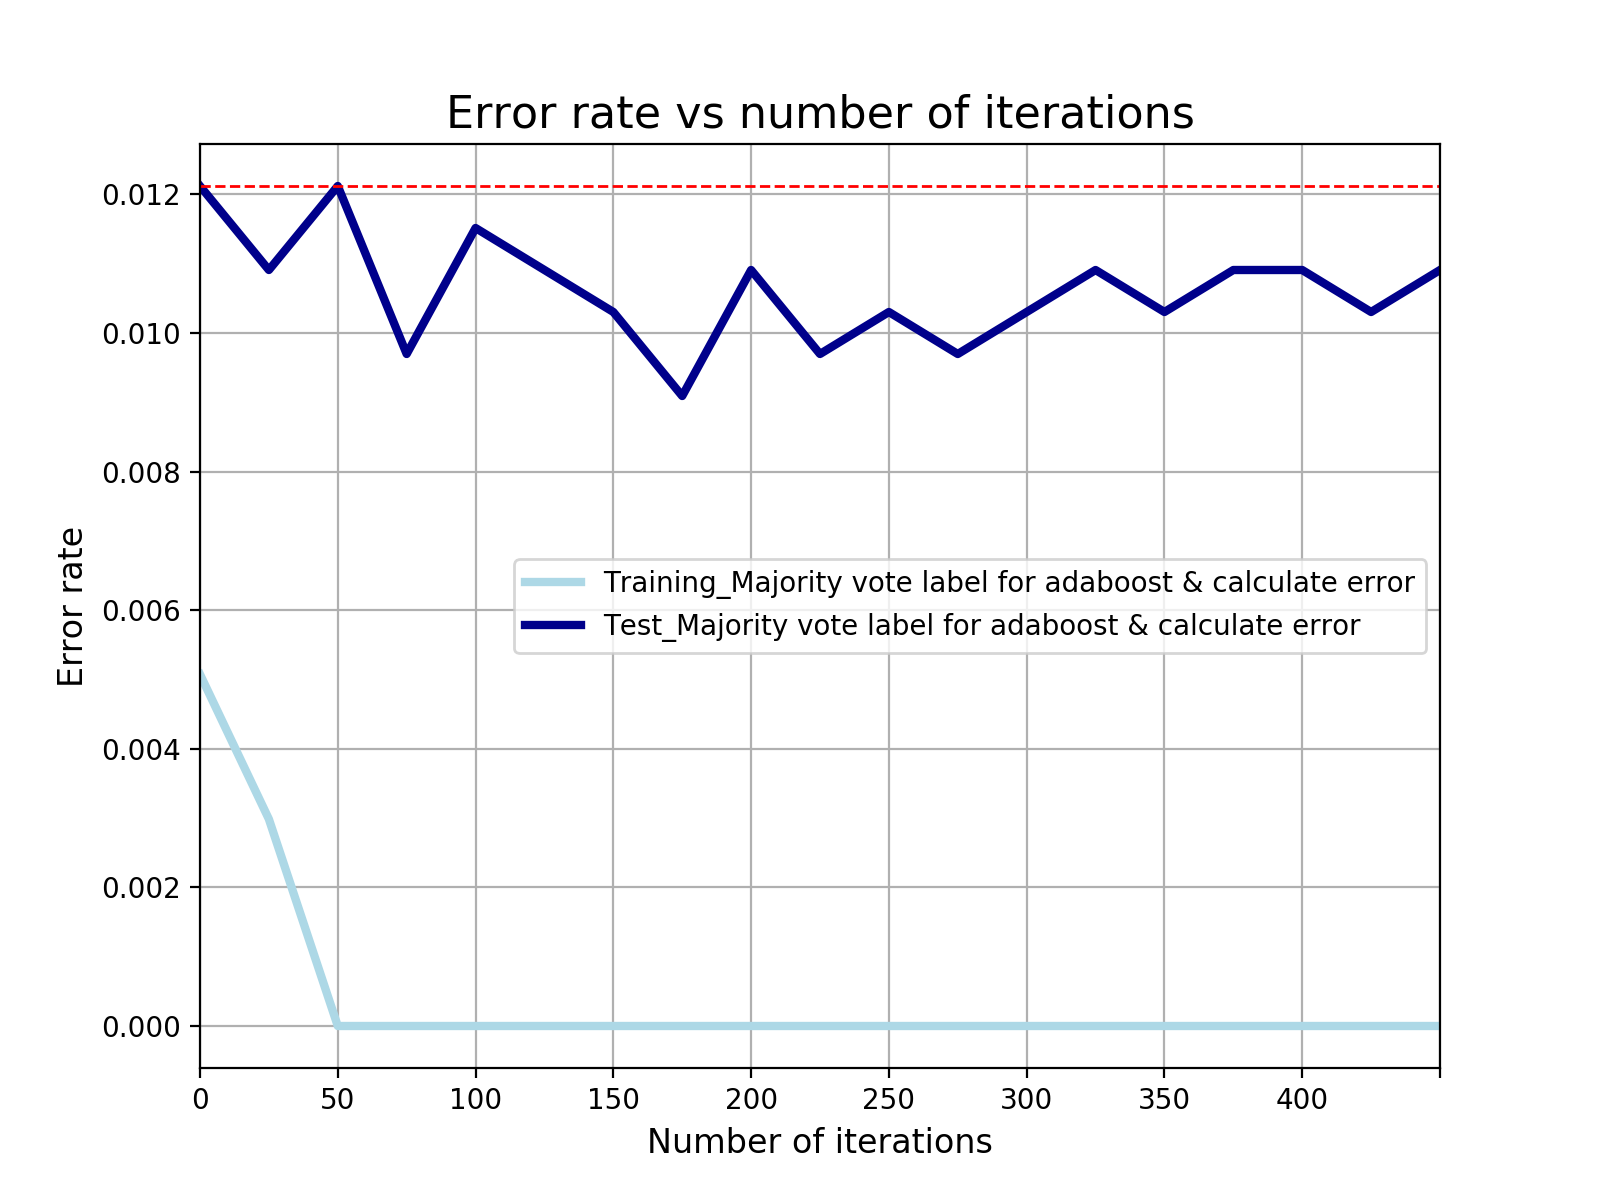 Error rate vs number of iterations
0.012
0.010
0.008
0.006
0.004
0.002
0.000
Error rate
Training_Majority vote label for adaboost & calculate error
Test_Majority vote label for adaboost & calculate error
0 50 100 150 200 250 300 350 400
Number of iterations